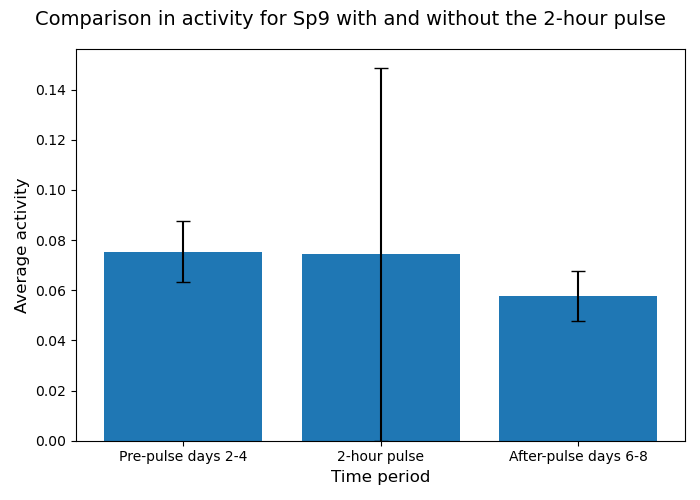 Comparison in activity for Sp9 with and without the 2-hour pulse
Average activity
0.14
0.12
0.10
0.08
0.06
0.04
0.02
0.00
Pre-pulse days 2-4
2-hour pulse
After-pulse days 6-8
Time period